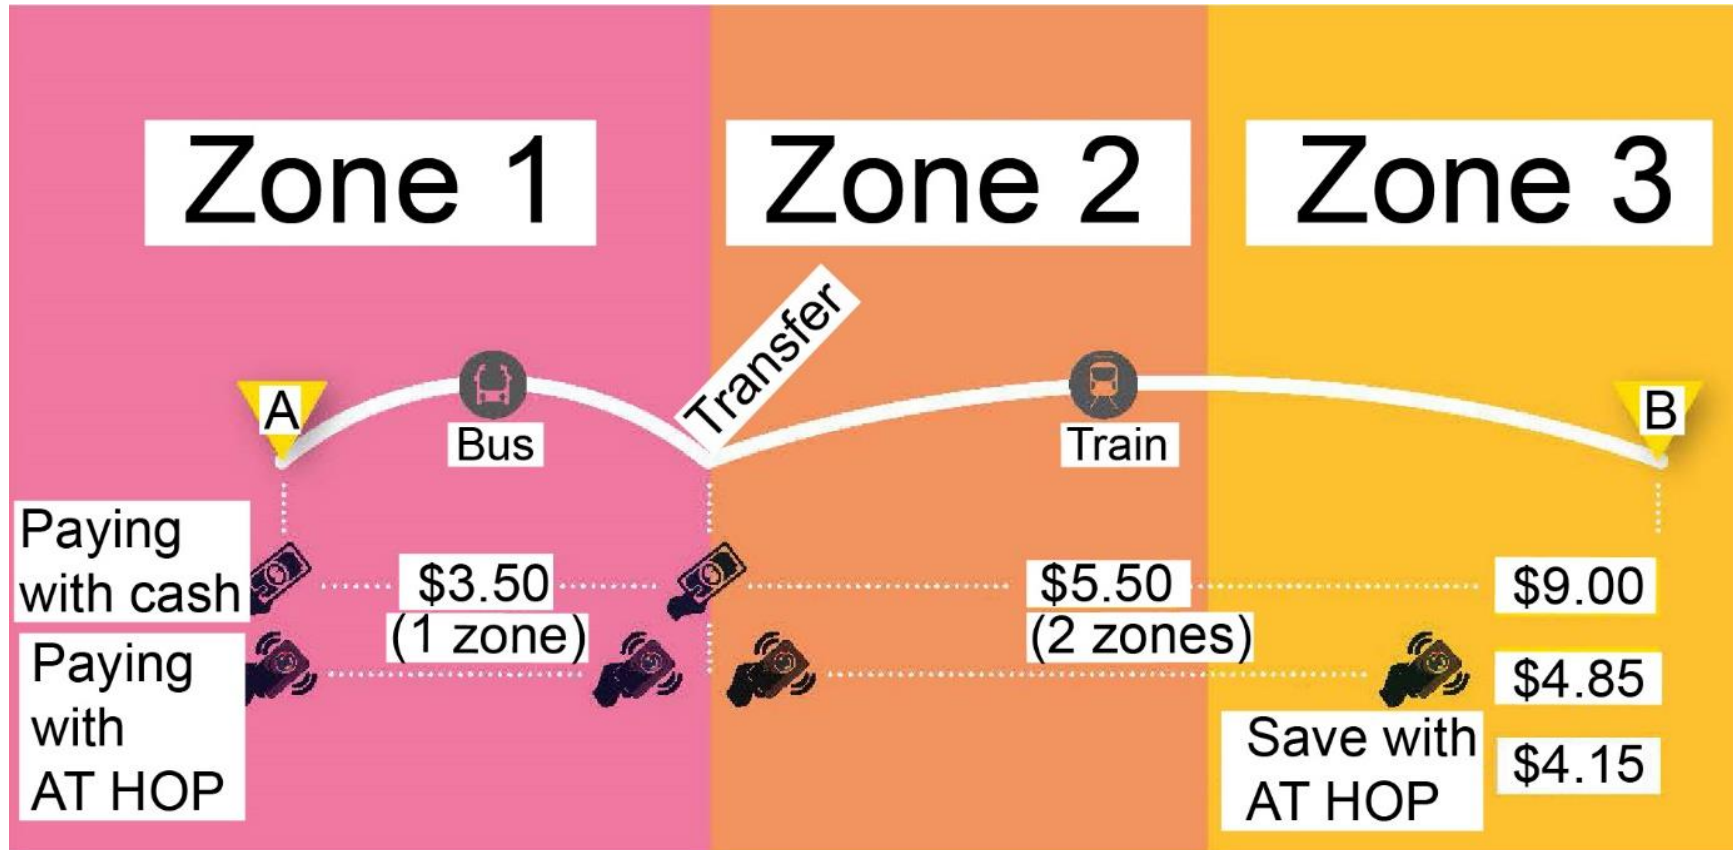 Zone 1
Zone 2
Zone 3
Transfer
A
Bus
Train
B
Paying
with cash
$3.50
(1 zone)
$5.50
(2 zones)
$9.00
Paying
with
AT HOP
$4.85
Save with
AT HOP
$4.15